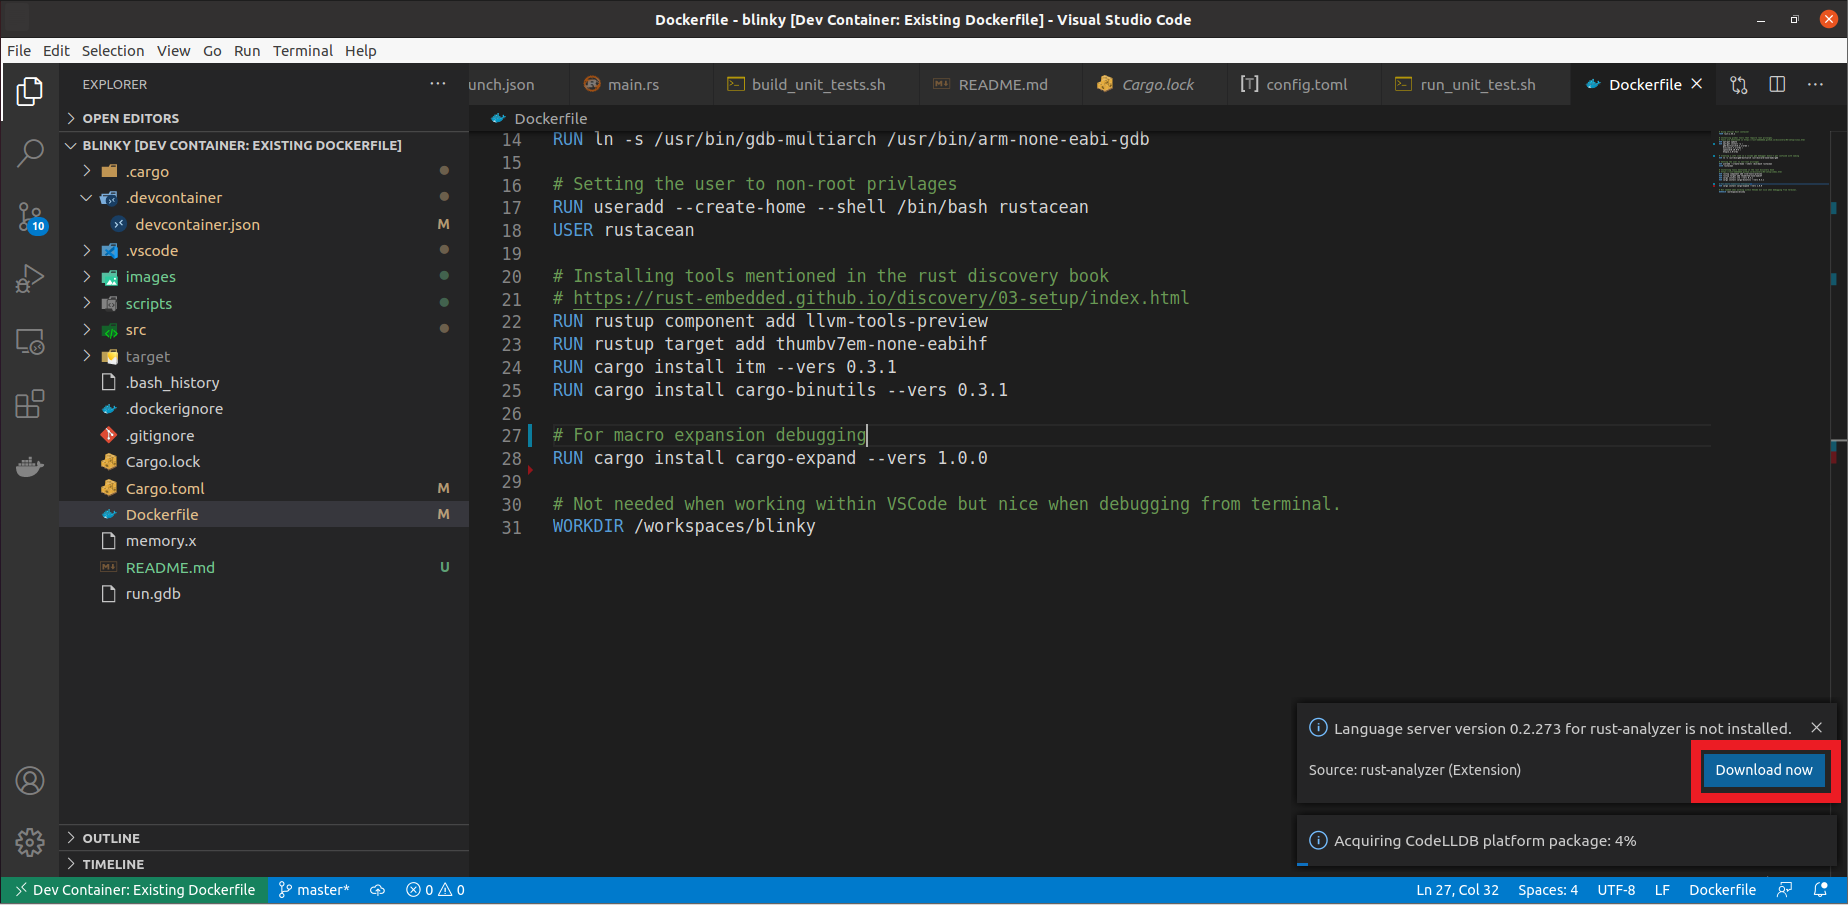 Dockerfile - blinky [Dev Container: Existing Dockerfile] - Visual Studio Code
File Edit Selection View Go Run Terminal Help
EXPLORER
unch.json main.rs build_unit_tests.sh README.md Cargo.lock config.toml run_unit_test.sh Dockerfile
OPEN EDITORS
Dockerfile
BLINKY [DEV CONTAINER: EXISTING DOCKERFILE]
.cargo
.devcontainer
devcontainer.json M
.vscode
images
scripts
src
target
.bash_history
.dockerignore
.gitignore
Cargo.lock
Cargo.toml M
Dockerfile M
memory.x
README.md U
run.gdb
OUTLINE
TIMELINE
10
14 RUN ln -s /usr/bin/gdb-multiarch /usr/bin/arm-none-eabi-gdb
15
16 # Setting the user to non-root privlages
17 RUN useradd --create-home --shell /bin/bash rustacean
18 USER rustacean
19
20 # Installing tools mentioned in the rust discovery book
21 # https://rust-embedded.github.io/discovery/03-setup/index.html
22 RUN rustup component add llvm-tools-preview
23 RUN rustup target add thumbv7em-none-eabihf
24 RUN cargo install itm --vers 0.3.1
25 RUN cargo install cargo-binutils --vers 0.3.1
26
27 # For macro expansion debugging
28 RUN cargo install cargo-expand --vers 1.0.0
29
30 # Not needed when working within VSCode but nice when debugging from terminal.
31 WORKDIR /workspaces/blinky
Language server version 0.2.273 for rust-analyzer is not installed.
Source: rust-analyzer (Extension) Download now
Acquiring CodeLLDB platform package: 4%
Dev Container: Existing Dockerfile master* 0 0 Ln 27, Col 32 Spaces: 4 UTF-8 LF Dockerfile